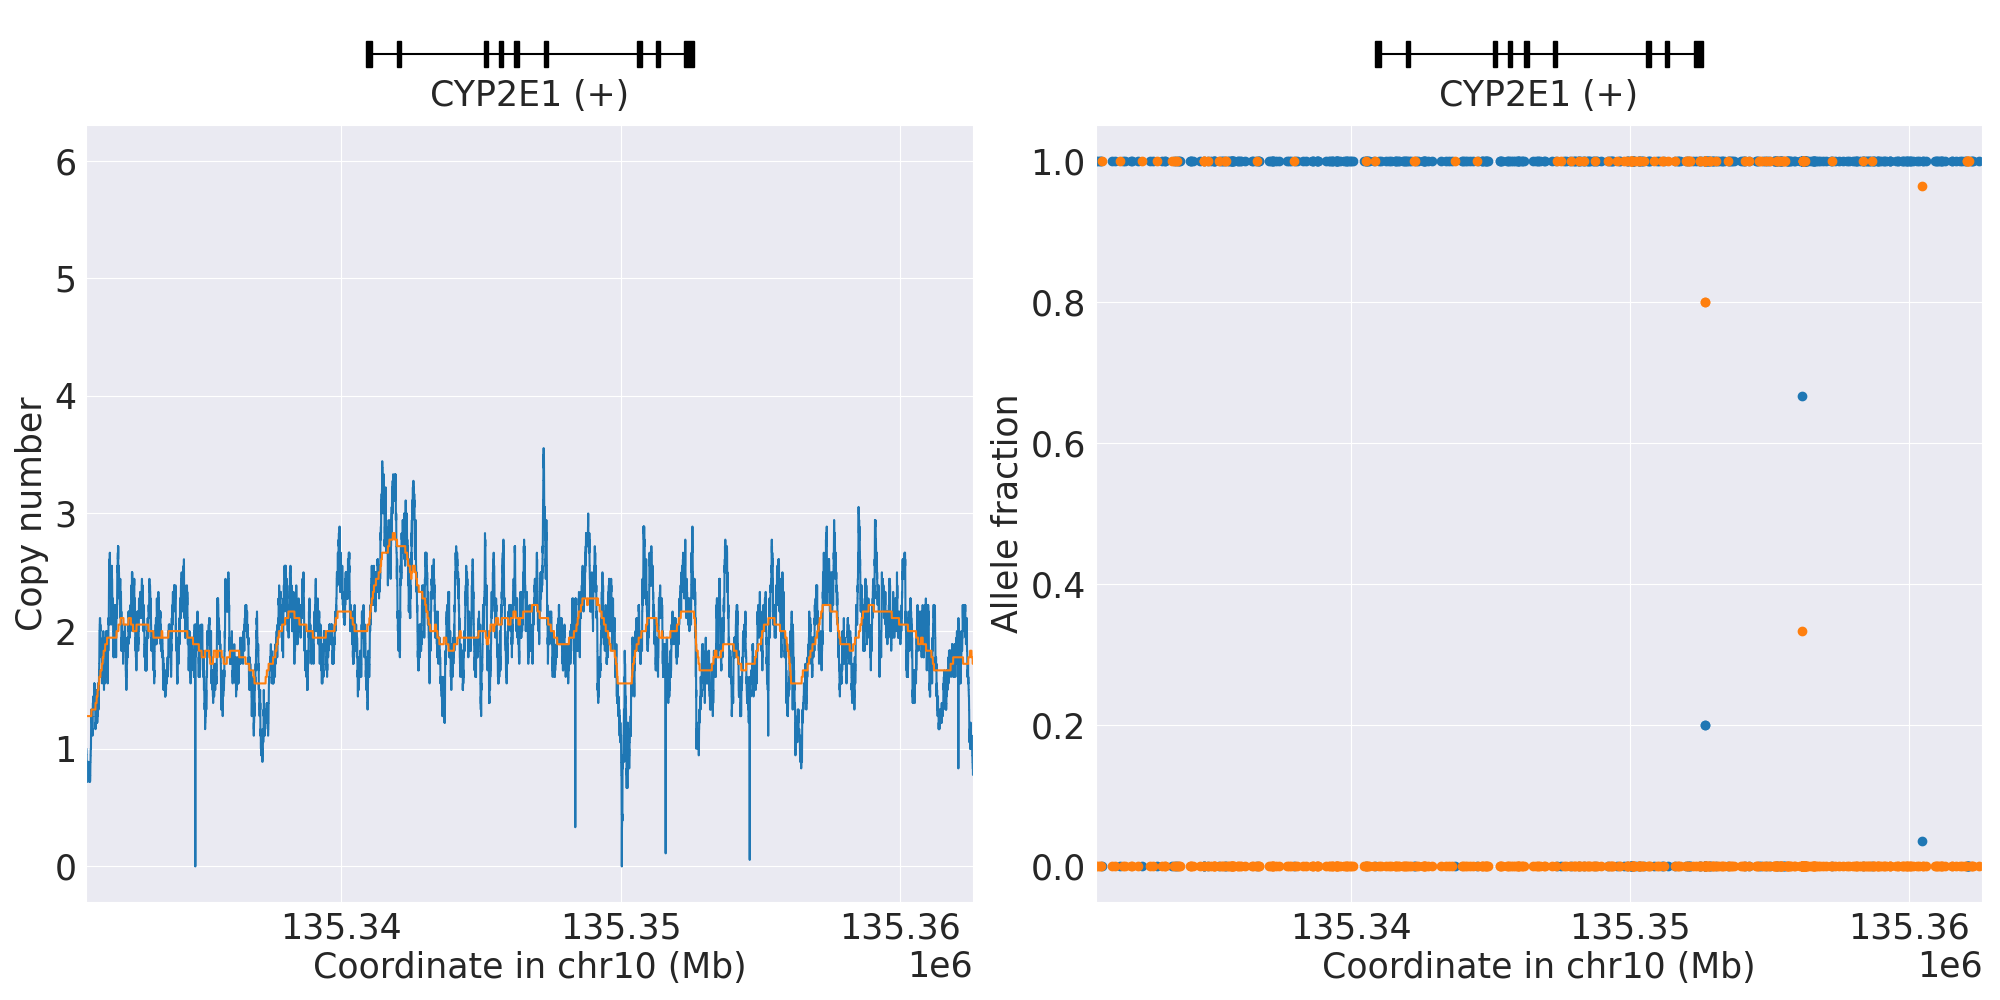 CYP2E1 (+)
6
5
4
3
2
1
0
Copy number
135.34 135.35 135.36
Coordinate in chr10 (Mb)
1e6
CYP2E1 (+)
1.0
0.8
0.6
0.4
0.2
0.0
Allele fraction
135.34 135.35 135.36
Coordinate in chr10 (Mb)
1e6